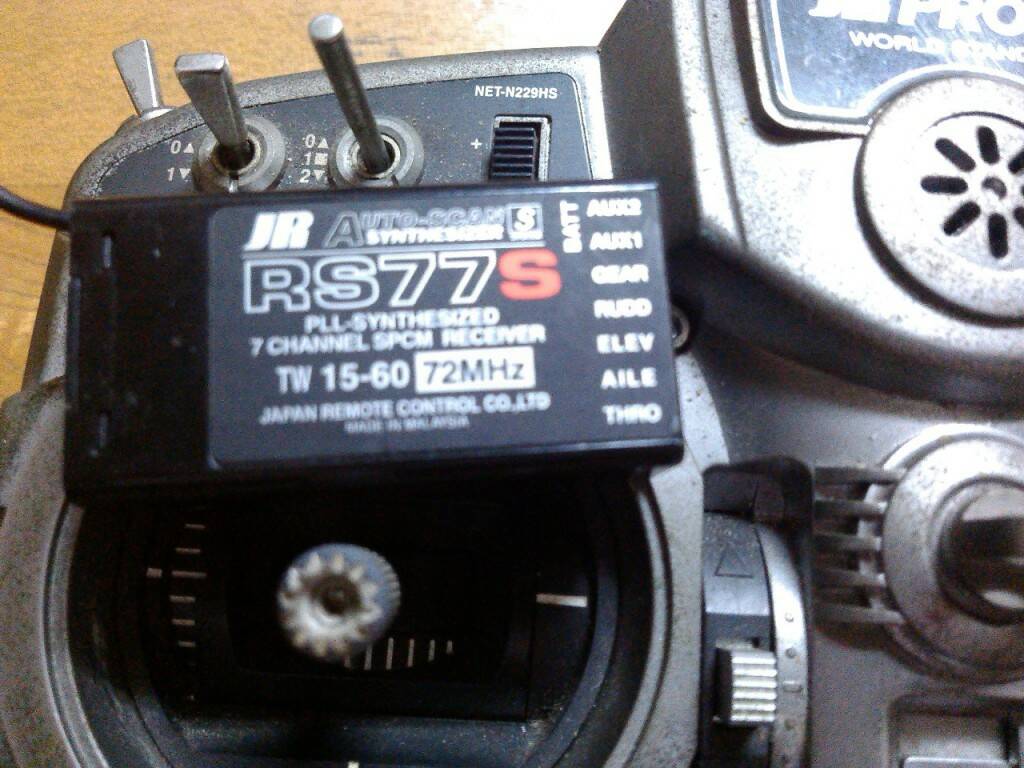 JR PRO
WORLD STAN
NET-N229HS
+
0▲
1▼
0▲
1■
2▼
JR AUTO-SCAN S
SYNTHESIZER
RS77S
PLL-SYNTHESIZED
7 CHANNEL SPCM RECEIVER
TW 15-60 72MHz
JAPAN REMOTE CONTROL CO.,LTD
MADE IN MALAYSIA
BATT
AUX2
AUX1
GEAR
RUDD
ELEV
AILE
THRO